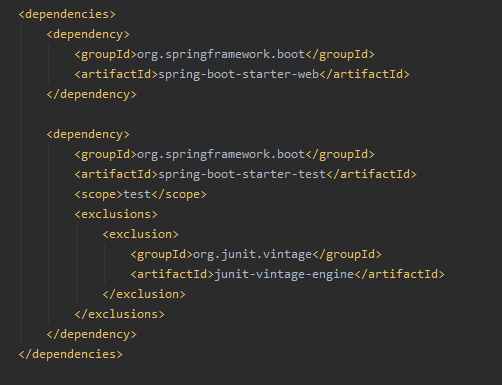 <dependencies>
<dependency>
<groupId>org.springframework.boot</groupId>
<artifactId>spring-boot-starter-web</artifactId>
</dependency>
<dependency>
<groupId>org.springframework.boot</groupId>
<artifactId>spring-boot-starter-test</artifactId>
<scope>test</scope>
<exclusions>
<exclusion>
<groupId>org.junit.vintage</groupId>
<artifactId>junit-vintage-engine</artifactId>
</exclusion>
</exclusions>
</dependency>
</dependencies>